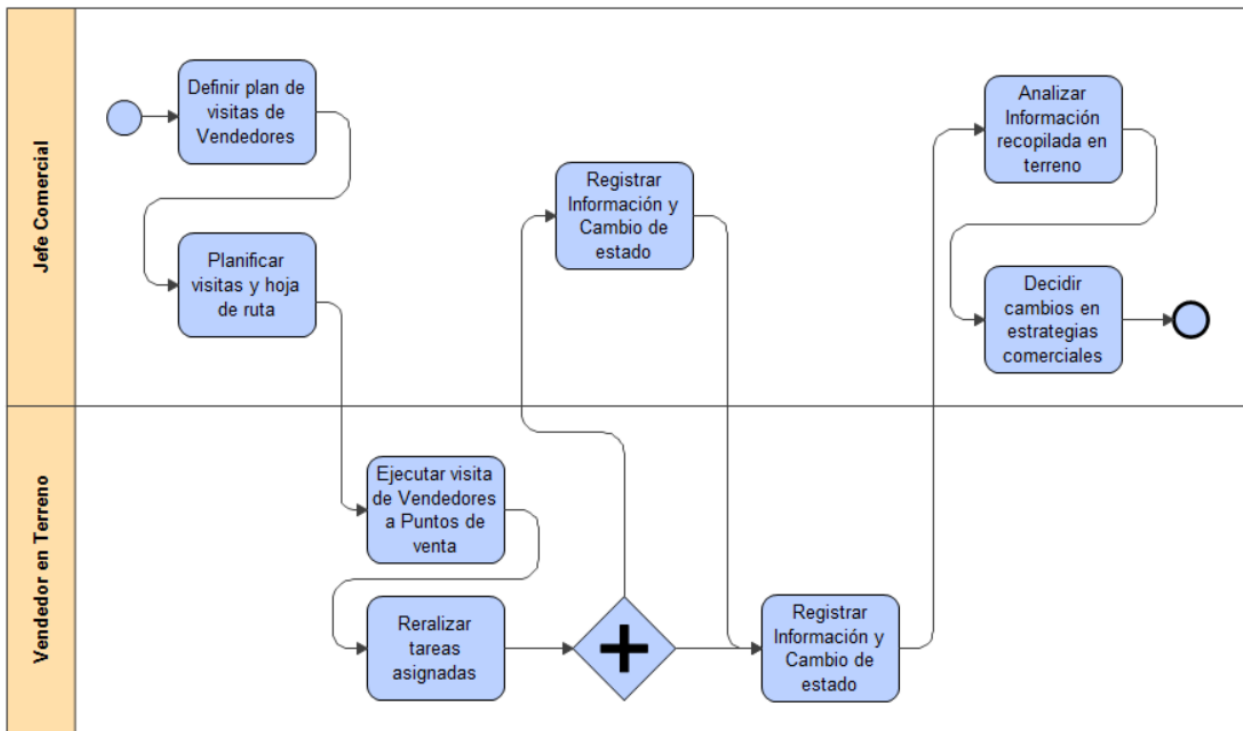 Jefe Comercial
Definir plan de
visitas de
Vendedores
Planificar
visitas y hoja
de ruta
Registrar
Información y
Cambio de
estado
Analizar
Información
recopilada en
terreno
Decidir
cambios en
estrategias
comerciales
Vendedor en Terreno
Ejecutar visita
de Vendedores
a Puntos de
venta
Reralizar
tareas
asignadas
Registrar
Información y
Cambio de
estado